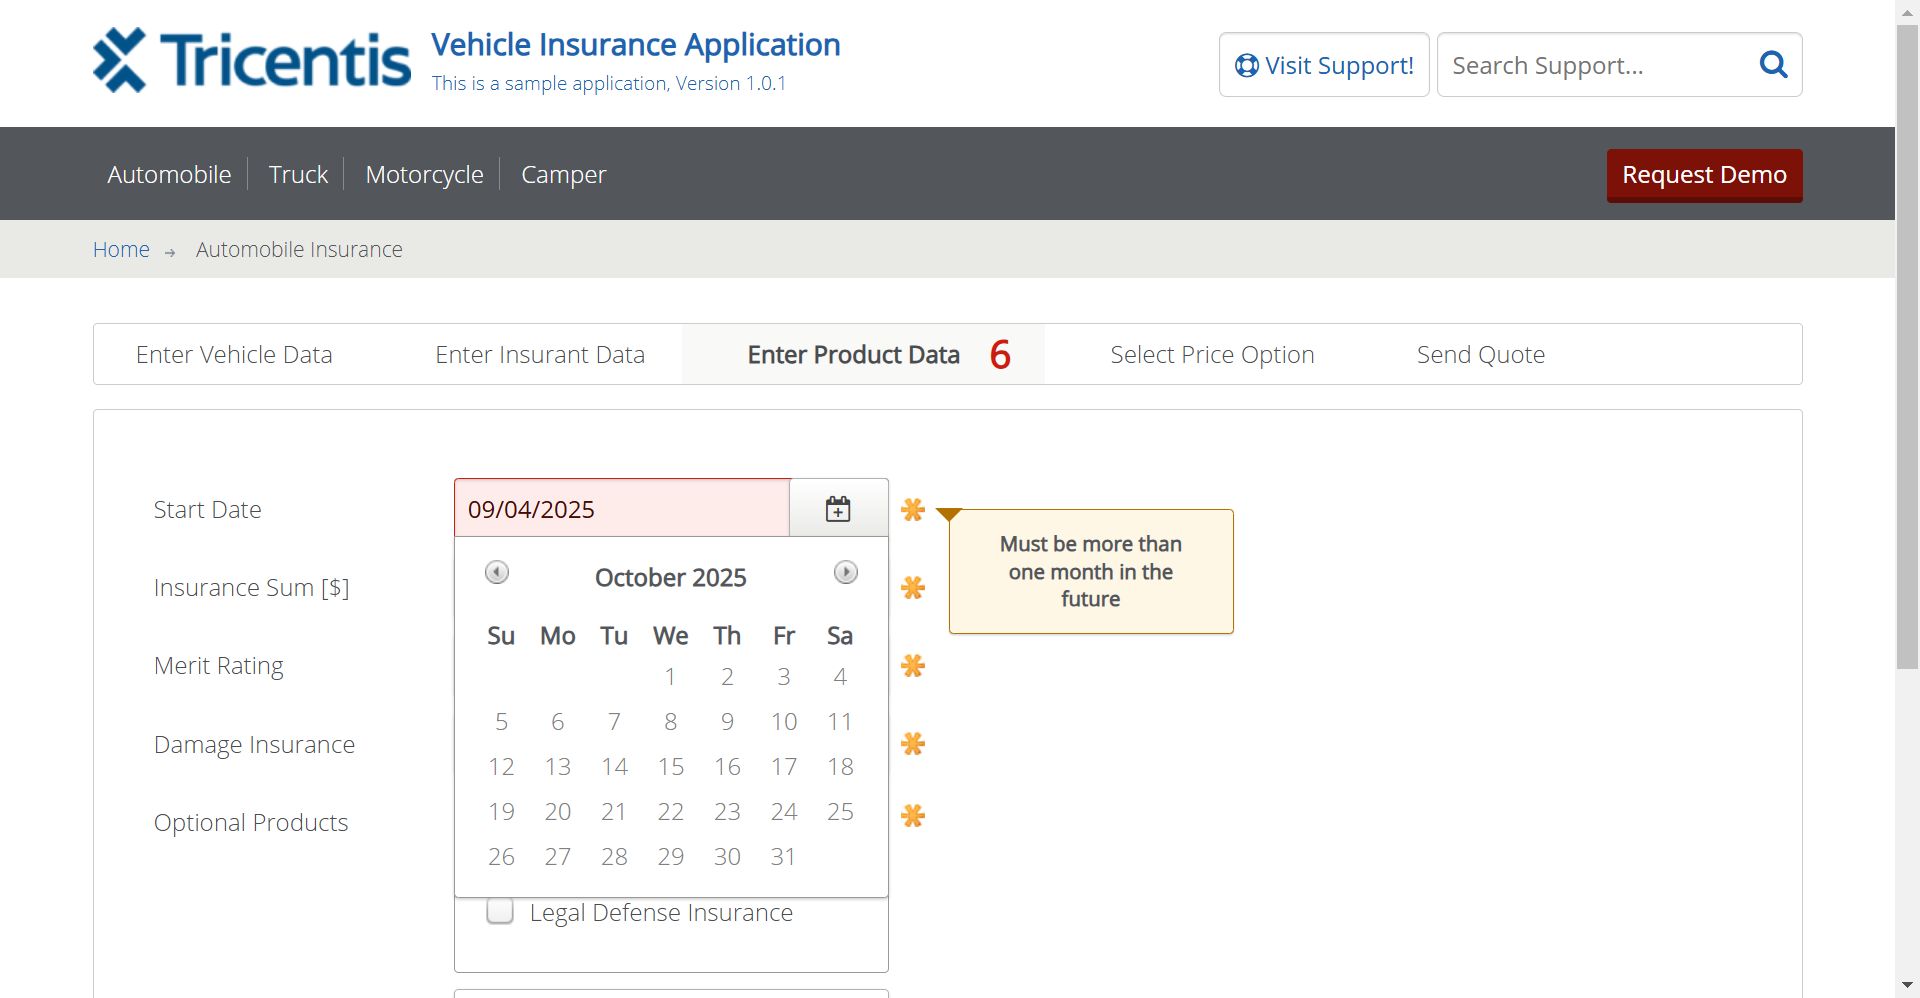 Tricentis
Vehicle Insurance Application
This is a sample application, Version 1.0.1
Visit Support!
Search Support...
Automobile
Truck
Motorcycle
Camper
Request Demo
Home
Automobile Insurance
Enter Vehicle Data
Enter Insurant Data
Enter Product Data 6
Select Price Option
Send Quote
Start Date
09/04/2025
Must be more than
one month in the
future
October 2025
Su Mo Tu We Th Fr Sa
1 2 3 4
5 6 7 8 9 10 11
12 13 14 15 16 17 18
19 20 21 22 23 24 25
26 27 28 29 30 31
Insurance Sum [$]
Merit Rating
Damage Insurance
Optional Products
Legal Defense Insurance